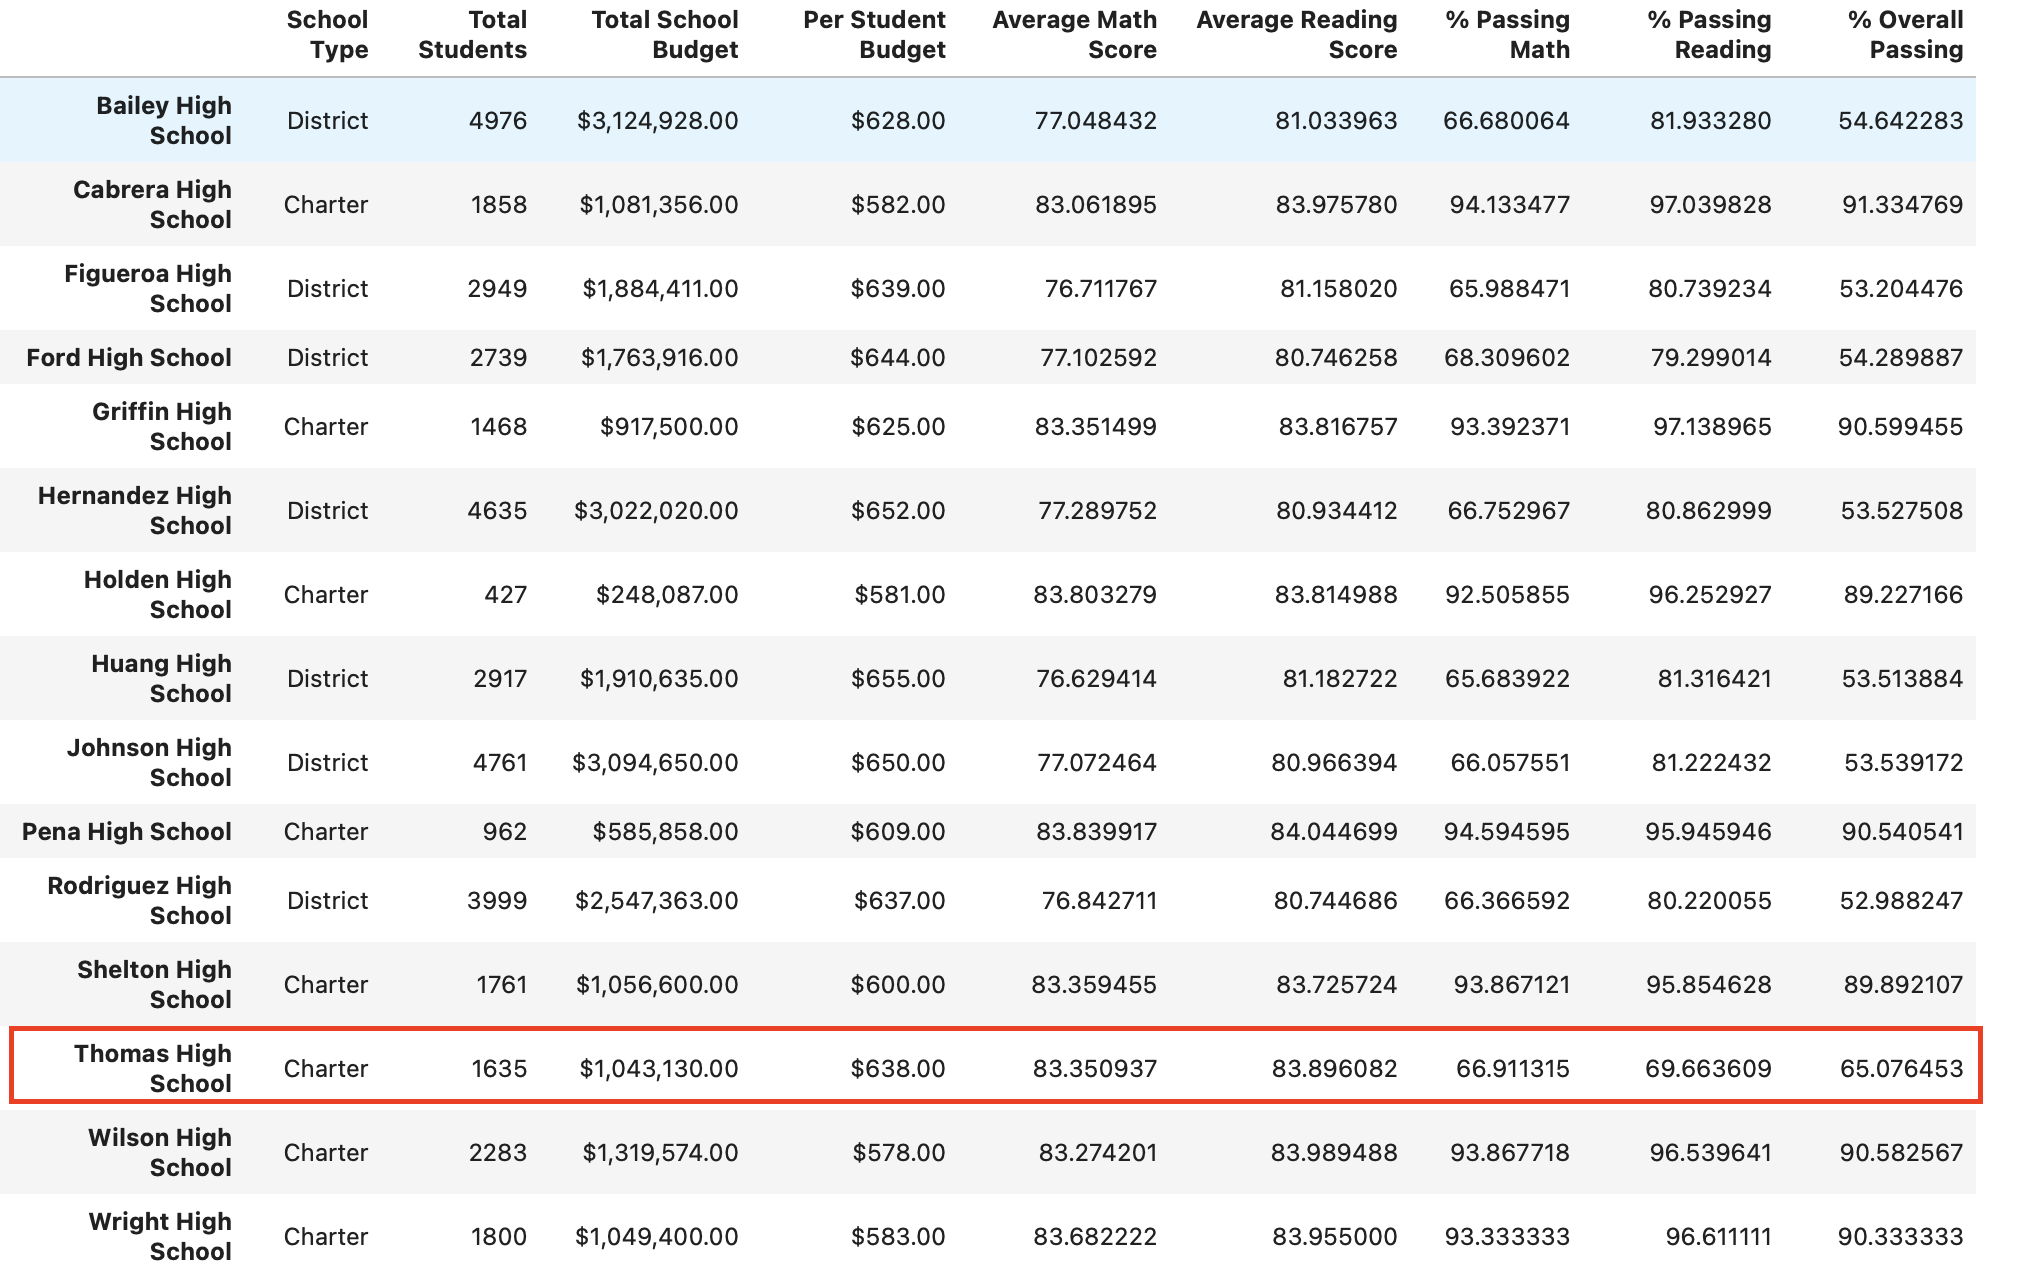 School Type Total Students Total School Budget Per Student Budget Average Math Score Average Reading Score % Passing Math % Passing Reading % Overall Passing
Bailey High School District 4976 $3,124,928.00 $628.00 77.048432 81.033963 66.680064 81.933280 54.642283
Cabrera High School Charter 1858 $1,081,356.00 $582.00 83.061895 83.975780 94.133477 97.039828 91.334769
Figueroa High School District 2949 $1,884,411.00 $639.00 76.711767 81.158020 65.988471 80.739234 53.204476
Ford High School District 2739 $1,763,916.00 $644.00 77.102592 80.746258 68.309602 79.299014 54.289887
Griffin High School Charter 1468 $917,500.00 $625.00 83.351499 83.816757 93.392371 97.138965 90.599455
Hernandez High School District 4635 $3,022,020.00 $652.00 77.289752 80.934412 66.752967 80.862999 53.527508
Holden High School Charter 427 $248,087.00 $581.00 83.803279 83.814988 92.505855 96.252927 89.227166
Huang High School District 2917 $1,910,635.00 $655.00 76.629414 81.182722 65.683922 81.316421 53.513884
Johnson High School District 4761 $3,094,650.00 $650.00 77.072464 80.966394 66.057551 81.222432 53.539172
Pena High School Charter 962 $585,858.00 $609.00 83.839917 84.044699 94.594595 95.945946 90.540541
Rodriguez High School District 3999 $2,547,363.00 $637.00 76.842711 80.744686 66.366592 80.220055 52.988247
Shelton High School Charter 1761 $1,056,600.00 $600.00 83.359455 83.725724 93.867121 95.854628 89.892107
Thomas High School Charter 1635 $1,043,130.00 $638.00 83.350937 83.896082 66.911315 69.663609 65.076453
Wilson High School Charter 2283 $1,319,574.00 $578.00 83.274201 83.989488 93.867718 96.539641 90.582567
Wright High School Charter 1800 $1,049,400.00 $583.00 83.682222 83.955000 93.333333 96.611111 90.333333